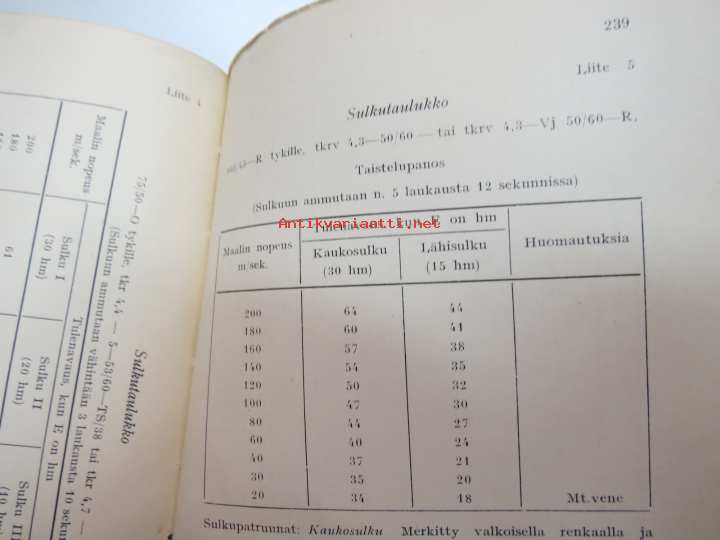 239
Liite 5
Sulkutaulukko
R tykille, tkrv 4,3—50/60 — tai tkrv 4,3—Vj 50/60—R.
Taistelupanos
(Sulkuun ammutaan n. 5 laukausta 12 sekunnissa)
Antikvariaatti.net
Maalin nopeus m/sek.
kun E on hm
Kaukosulku (30 hm)
Lähisulku (15 hm)
Huomautuksia
200 64 44
180 60 41
160 57 38
140 54 35
120 50 32
100 47 30
80 44 27
60 40 24
40 37 21
30 35 20
20 34 18 Mt.vene
Sulkupatruunat: Kaukosulku Merkitty valkoisella renkaalla ja
Liite 4
Sulkutaulukko
75/50—O tykille, tkr 4,4 — 5—53/60—TS/38 tai tkr 4,7 —
(Sulkuun ammutaan vähintään 3 laukausta 10 sekun
Maalin nopeus m/sek.
Tulenavaus, kun E on hm
Sulku I (30 hm)
Sulku II (20 hm)
Sulku III
200
180
61